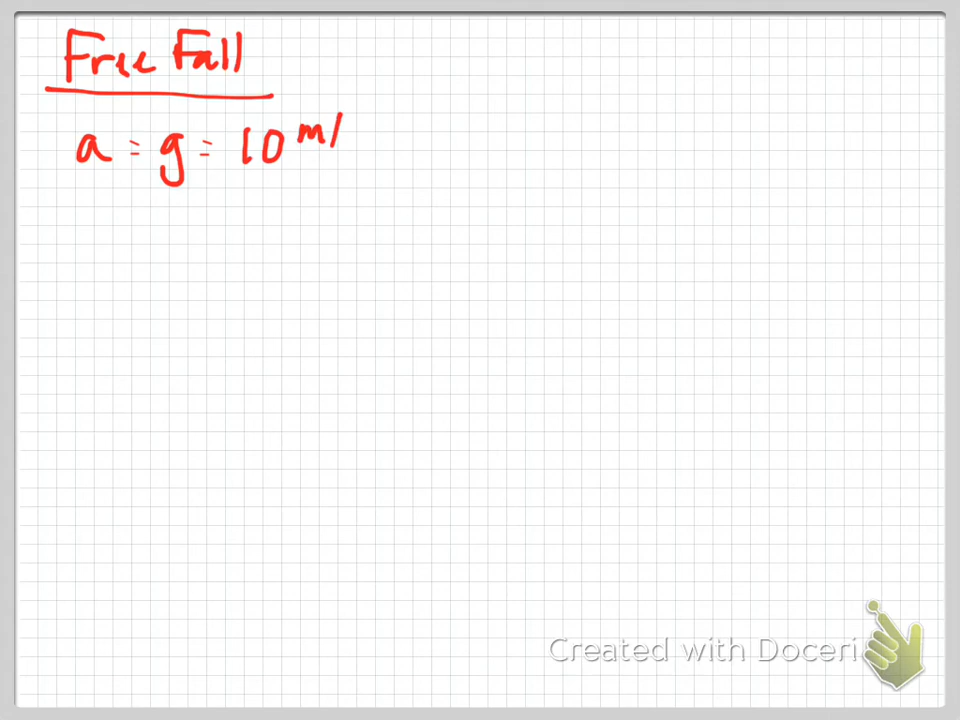 Free Fall
a = g = 10 m/
Created with Doceri